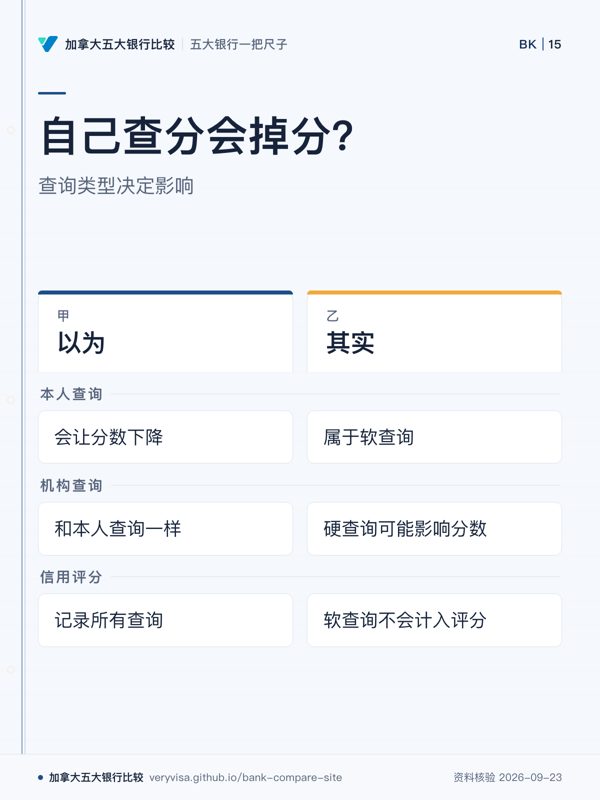 加拿大五大银行比较 五大银行一把尺子 BK | 15
自己查分会掉分？
查询类型决定影响
甲 乙
以为 其实
本人查询
会让分数下降 属于软查询
机构查询
和本人查询一样 硬查询可能影响分数
信用评分
记录所有查询 软查询不会计入评分
加拿大五大银行比较 veryvisa.github.io/bank-compare-site 资料核验 2026-09-23